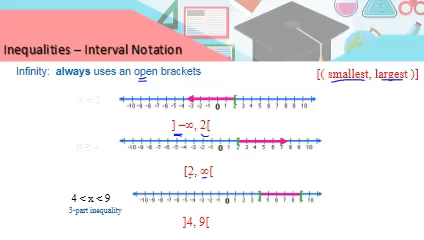 Inequalities – Interval Notation
Infinity: always uses an open brackets
[( smallest, largest )]
x < 2
-10 -9 -8 -7 -6 -5 -4 -3 -2 -1 0 1 2 3 4 5 6 7 8 9 10
] –∞, 2[
-10 -9 -8 -7 -6 -5 -4 -3 -2 -1 0 1 2 3 4 5 6 7 8 9 10
[2, ∞[
4 < x < 9
-10 -9 -8 -7 -6 -5 -4 -3 -2 -1 0 1 2 3 4 5 6 7 8 9 10
3-part inequality
]4, 9[